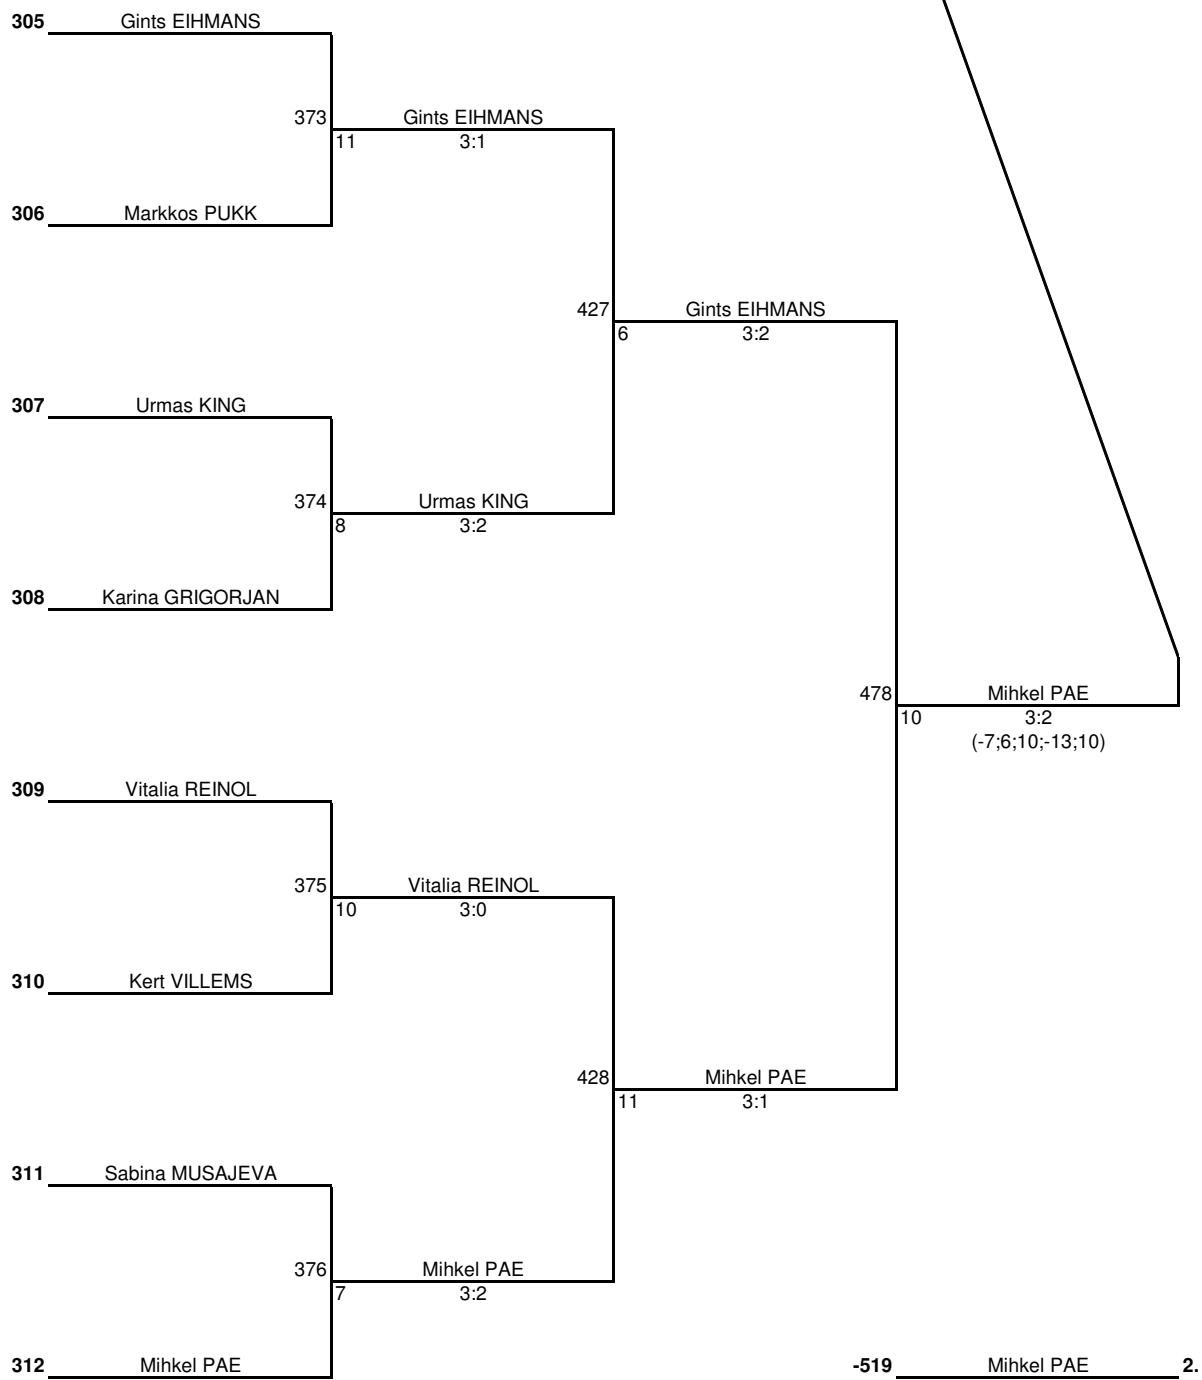 305 Gints EIHMANS
373 Gints EIHMANS
11 3:1
306 Markkos PUKK
427 Gints EIHMANS
6 3:2
307 Urmas KING
374 Urmas KING
8 3:2
308 Karina GRIGORJAN
478 Mihkel PAE
10 3:2
(-7;6;10;-13;10)
309 Vitalia REINOL
375 Vitalia REINOL
10 3:0
310 Kert VILLEMS
428 Mihkel PAE
11 3:1
311 Sabina MUSAJEVA
376 Mihkel PAE
7 3:2
312 Mihkel PAE -519 Mihkel PAE 2.